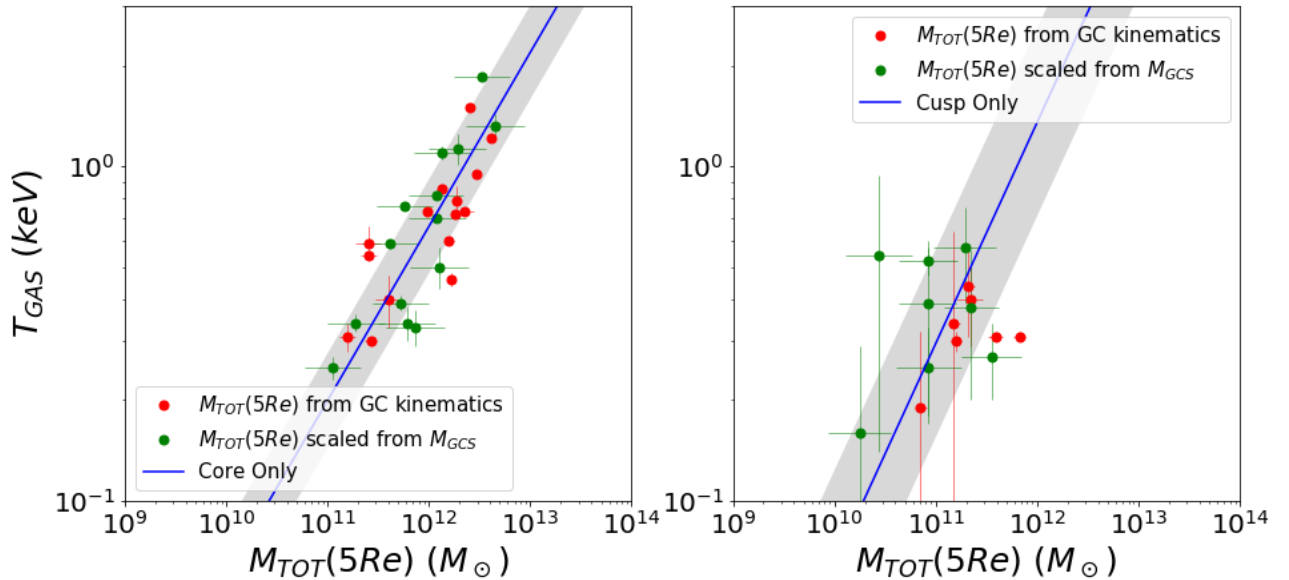 T_GAS (keV)
10^0
10^-1
M_TOT(5Re) from GC kinematics
M_TOT(5Re) scaled from M_GCS
Core Only
10^9 10^10 10^11 10^12 10^13 10^14
M_TOT(5Re) (M_⊙)
M_TOT(5Re) from GC kinematics
M_TOT(5Re) scaled from M_GCS
Cusp Only
10^0
10^-1
10^9 10^10 10^11 10^12 10^13 10^14
M_TOT(5Re) (M_⊙)